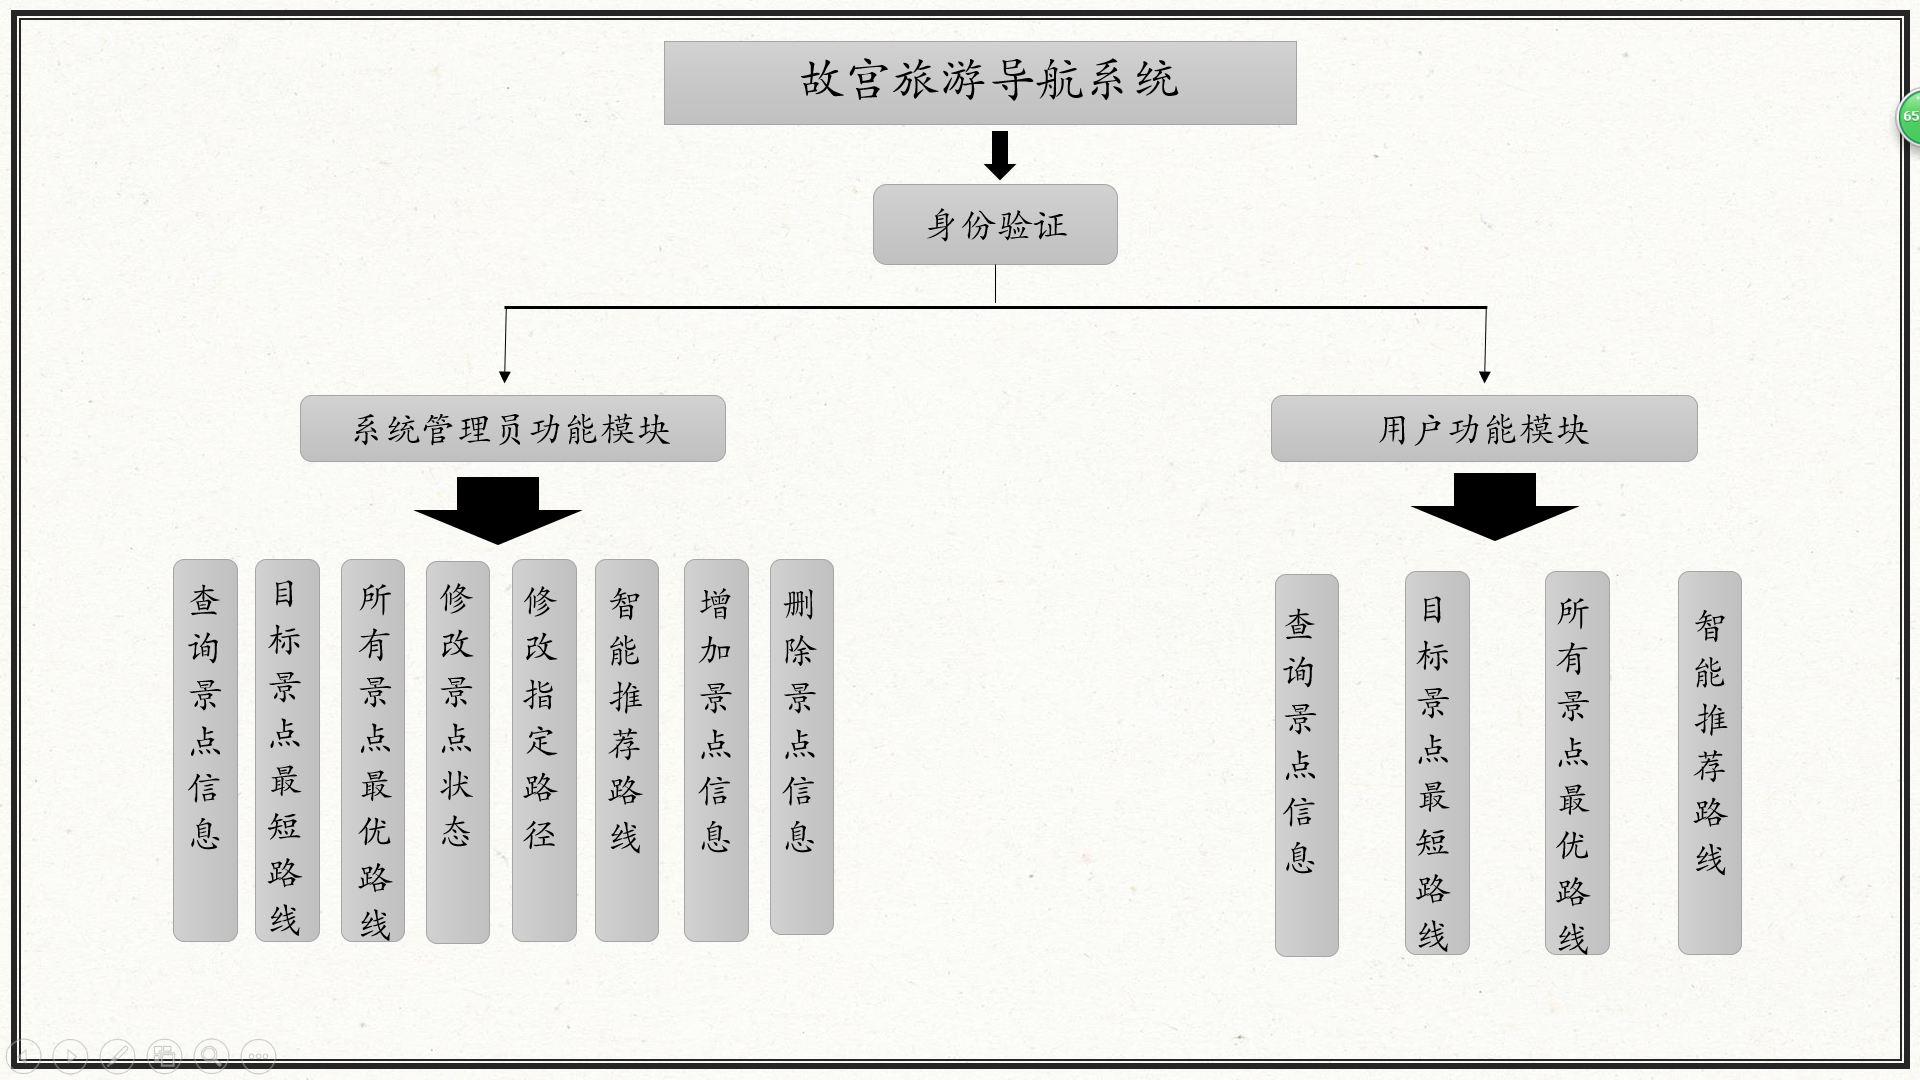 故宫旅游导航系统
65
身份验证
系统管理员功能模块
用户功能模块
查询景点信息
目标景点最短路线
所有景点最优路线
修改景点状态
修改指定路径
智能推荐路线
增加景点信息
删除景点信息
查询景点信息
目标景点最短路线
所有景点最优路线
智能推荐路线